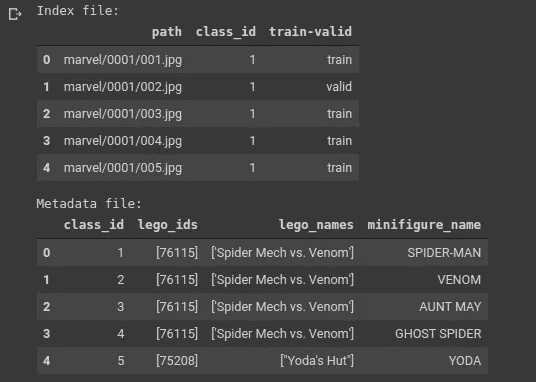 Index file:
path class_id train-valid
0 marvel/0001/001.jpg 1 train
1 marvel/0001/002.jpg 1 valid
2 marvel/0001/003.jpg 1 train
3 marvel/0001/004.jpg 1 train
4 marvel/0001/005.jpg 1 train
Metadata file:
class_id lego_ids lego_names minifigure_name
0 1 [76115] ['Spider Mech vs. Venom'] SPIDER-MAN
1 2 [76115] ['Spider Mech vs. Venom'] VENOM
2 3 [76115] ['Spider Mech vs. Venom'] AUNT MAY
3 4 [76115] ['Spider Mech vs. Venom'] GHOST SPIDER
4 5 [75208] ["Yoda's Hut"] YODA